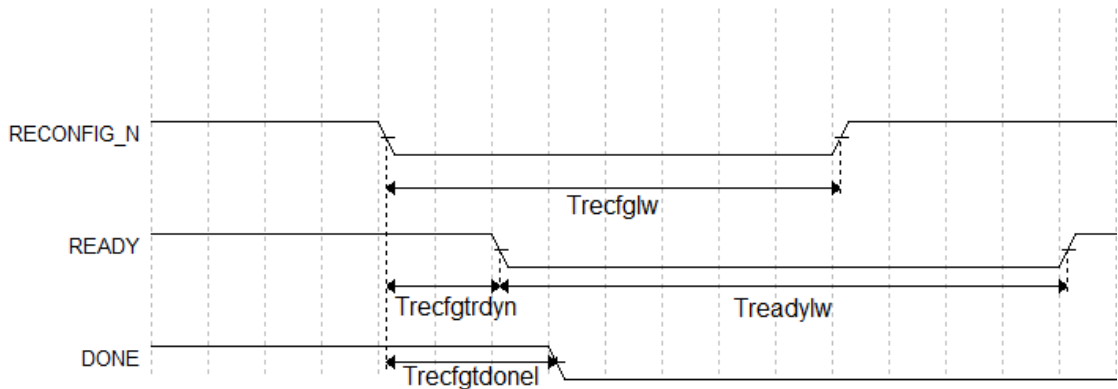 RECONFIG_N
Trecfglw
READY
Trecfgtrdyn
Treadylw
DONE
Trecfgtdonel